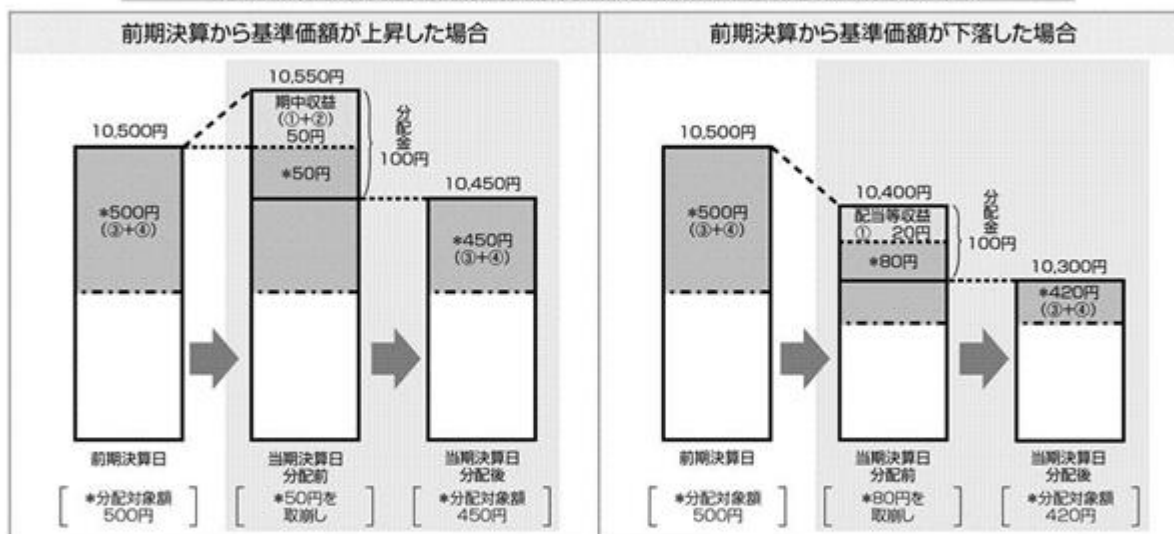 前期決算から基準価額が上昇した場合
10,500円
*500円
(③+④)
前期決算日
*分配対象額
500円
10,550円
期中収益
(①+②)
50円
*50円
分配金
100円
当期決算日
分配前
*50円を
取崩し
10,450円
*450円
(③+④)
当期決算日
分配後
*分配対象額
450円
前期決算から基準価額が下落した場合
10,500円
*500円
(③+④)
前期決算日
*分配対象額
500円
10,400円
配当等収益
① 20円
*80円
分配金
100円
当期決算日
分配前
*80円を
取崩し
10,300円
*420円
(③+④)
当期決算日
分配後
*分配対象額
420円